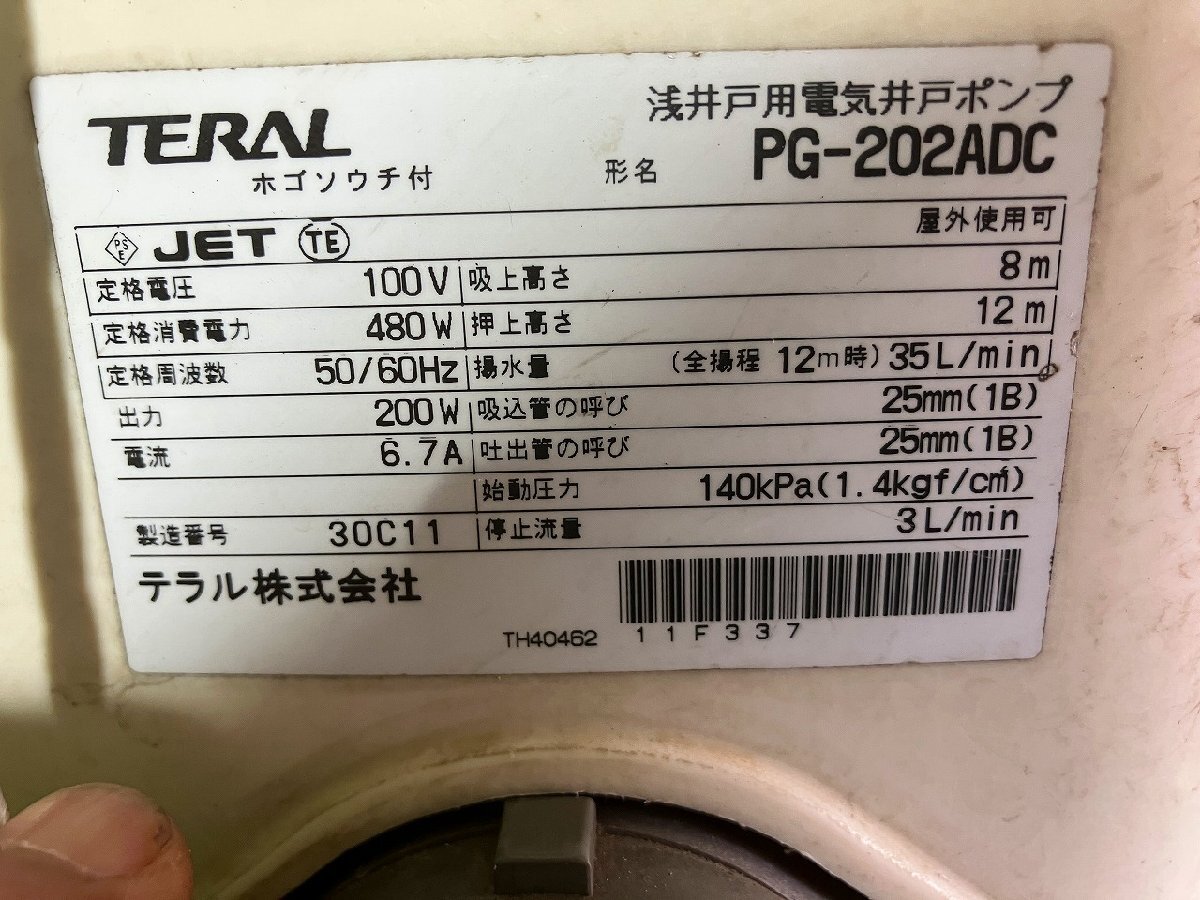 TERAL
浅井戸用電気井戸ポンプ
ホゴソウチ付 形名 PG-202ADC
PSE JET TE 屋外使用可
定格電圧 100V 吸上高さ 8m
定格消費電力 480W 押上高さ 12m
定格周波数 50/60Hz 揚水量 (全揚程 12m時) 35L/min
出力 200W 吸込管の呼び 25mm(1B)
電流 6.7A 吐出管の呼び 25mm(1B)
始動圧力 140kPa(1.4kgf/cm²)
製造番号 30C11 停止流量 3L/min
テラル株式会社
TH40462 11F337